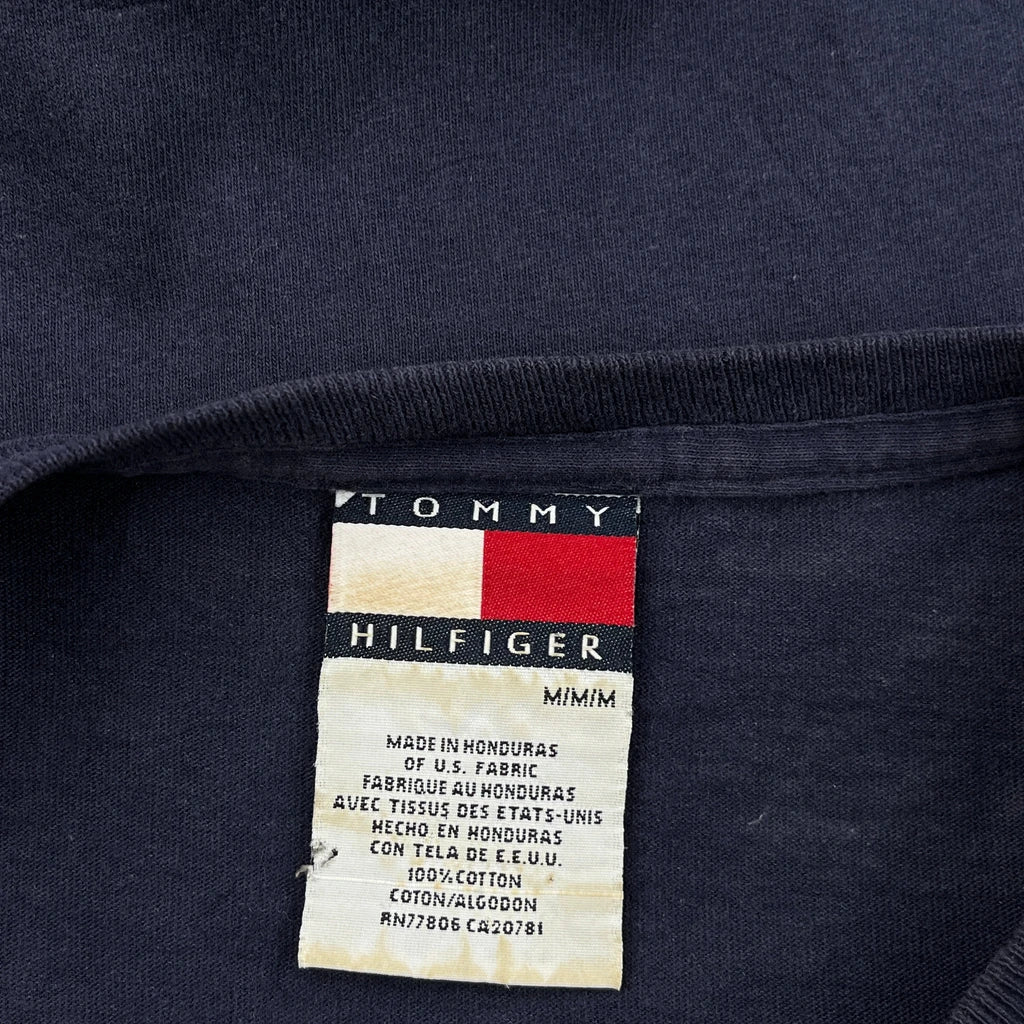 TOMMY
HILFIGER
M/M/M
MADE IN HONDURAS
OF U.S. FABRIC
FABRIQUE AU HONDURAS
AVEC TISSUS DES ETATS-UNIS
HECHO EN HONDURAS
CON TELA DE E.E.U.U.
100% COTTON
COTON/ALGODON
RN77806 CA20781